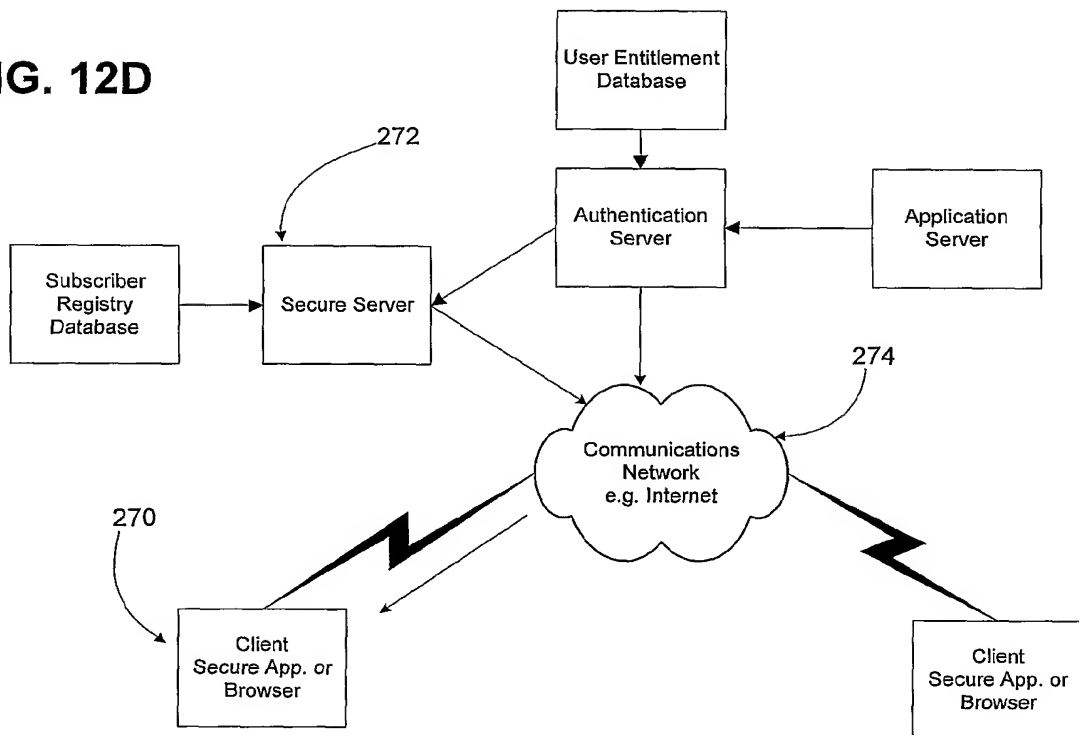 IG. 12D
User Entitlement
Database
272
Authentication
Server
Application
Server
Subscriber
Registry
Database
Secure Server
274
Communications
Network
e.g. Internet
270
Client
Secure App. or
Browser
Client
Secure App. or
Browser